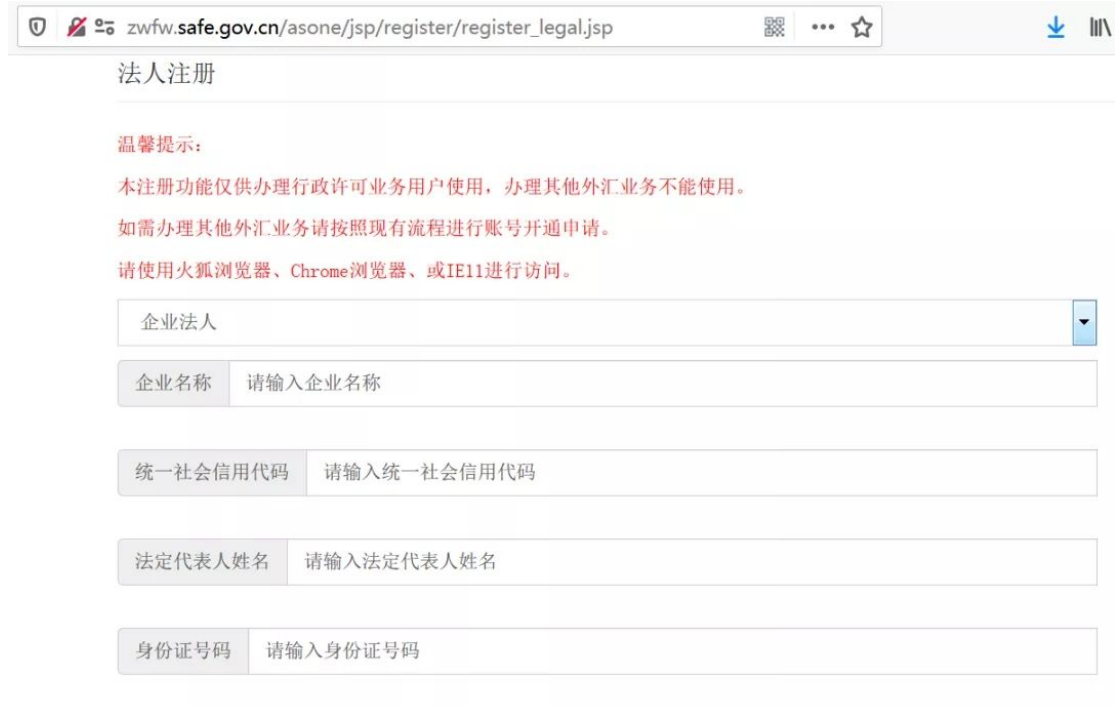 zwfw.safe.gov.cn/asone/jsp/register/register_legal.jsp
法人注册
温馨提示：
本注册功能仅供办理行政许可业务用户使用，办理其他外汇业务不能使用。
如需办理其他外汇业务请按照现有流程进行账号开通申请。
请使用火狐浏览器、Chrome浏览器、或IE11进行访问。
企业法人
企业名称 请输入企业名称
统一社会信用代码 请输入统一社会信用代码
法定代表人姓名 请输入法定代表人姓名
身份证号码 请输入身份证号码